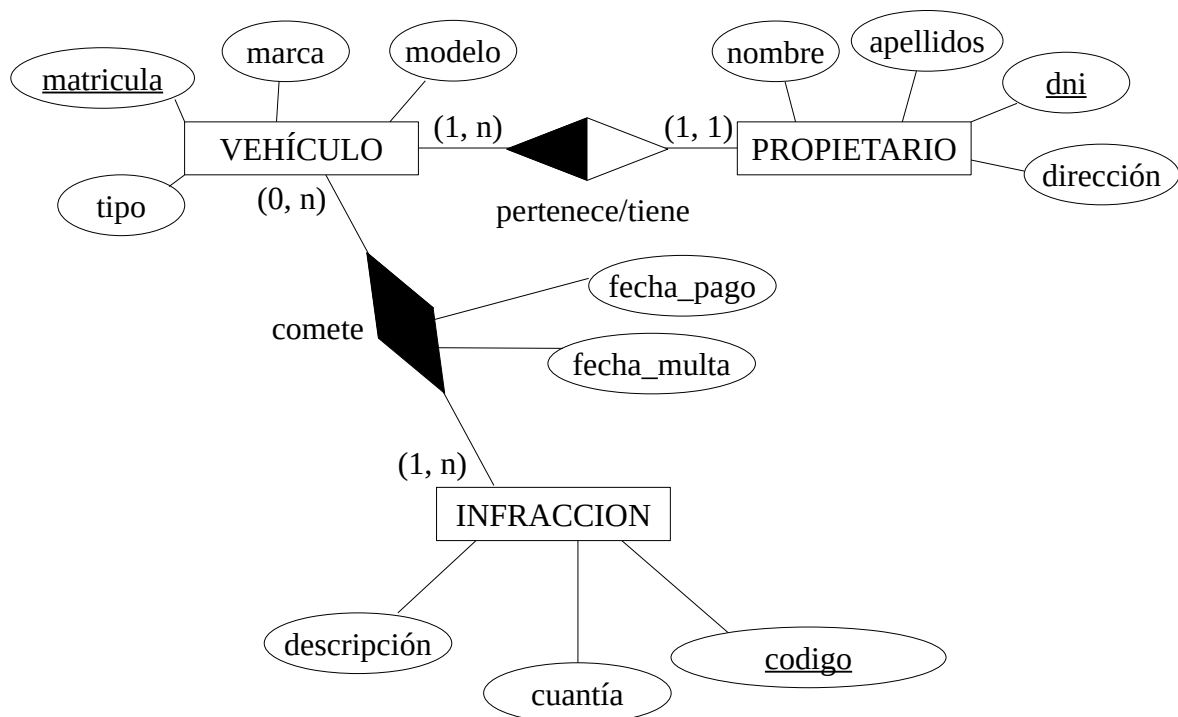 marca
modelo
nombre
apellidos
matricula
dni
(1, n)
(1, 1)
VEHÍCULO
PROPIETARIO
dirección
(0, n)
tipo
pertenece/tiene
fecha_pago
comete
fecha_multa
(1, n)
INFRACCION
descripción
codigo
cuantía